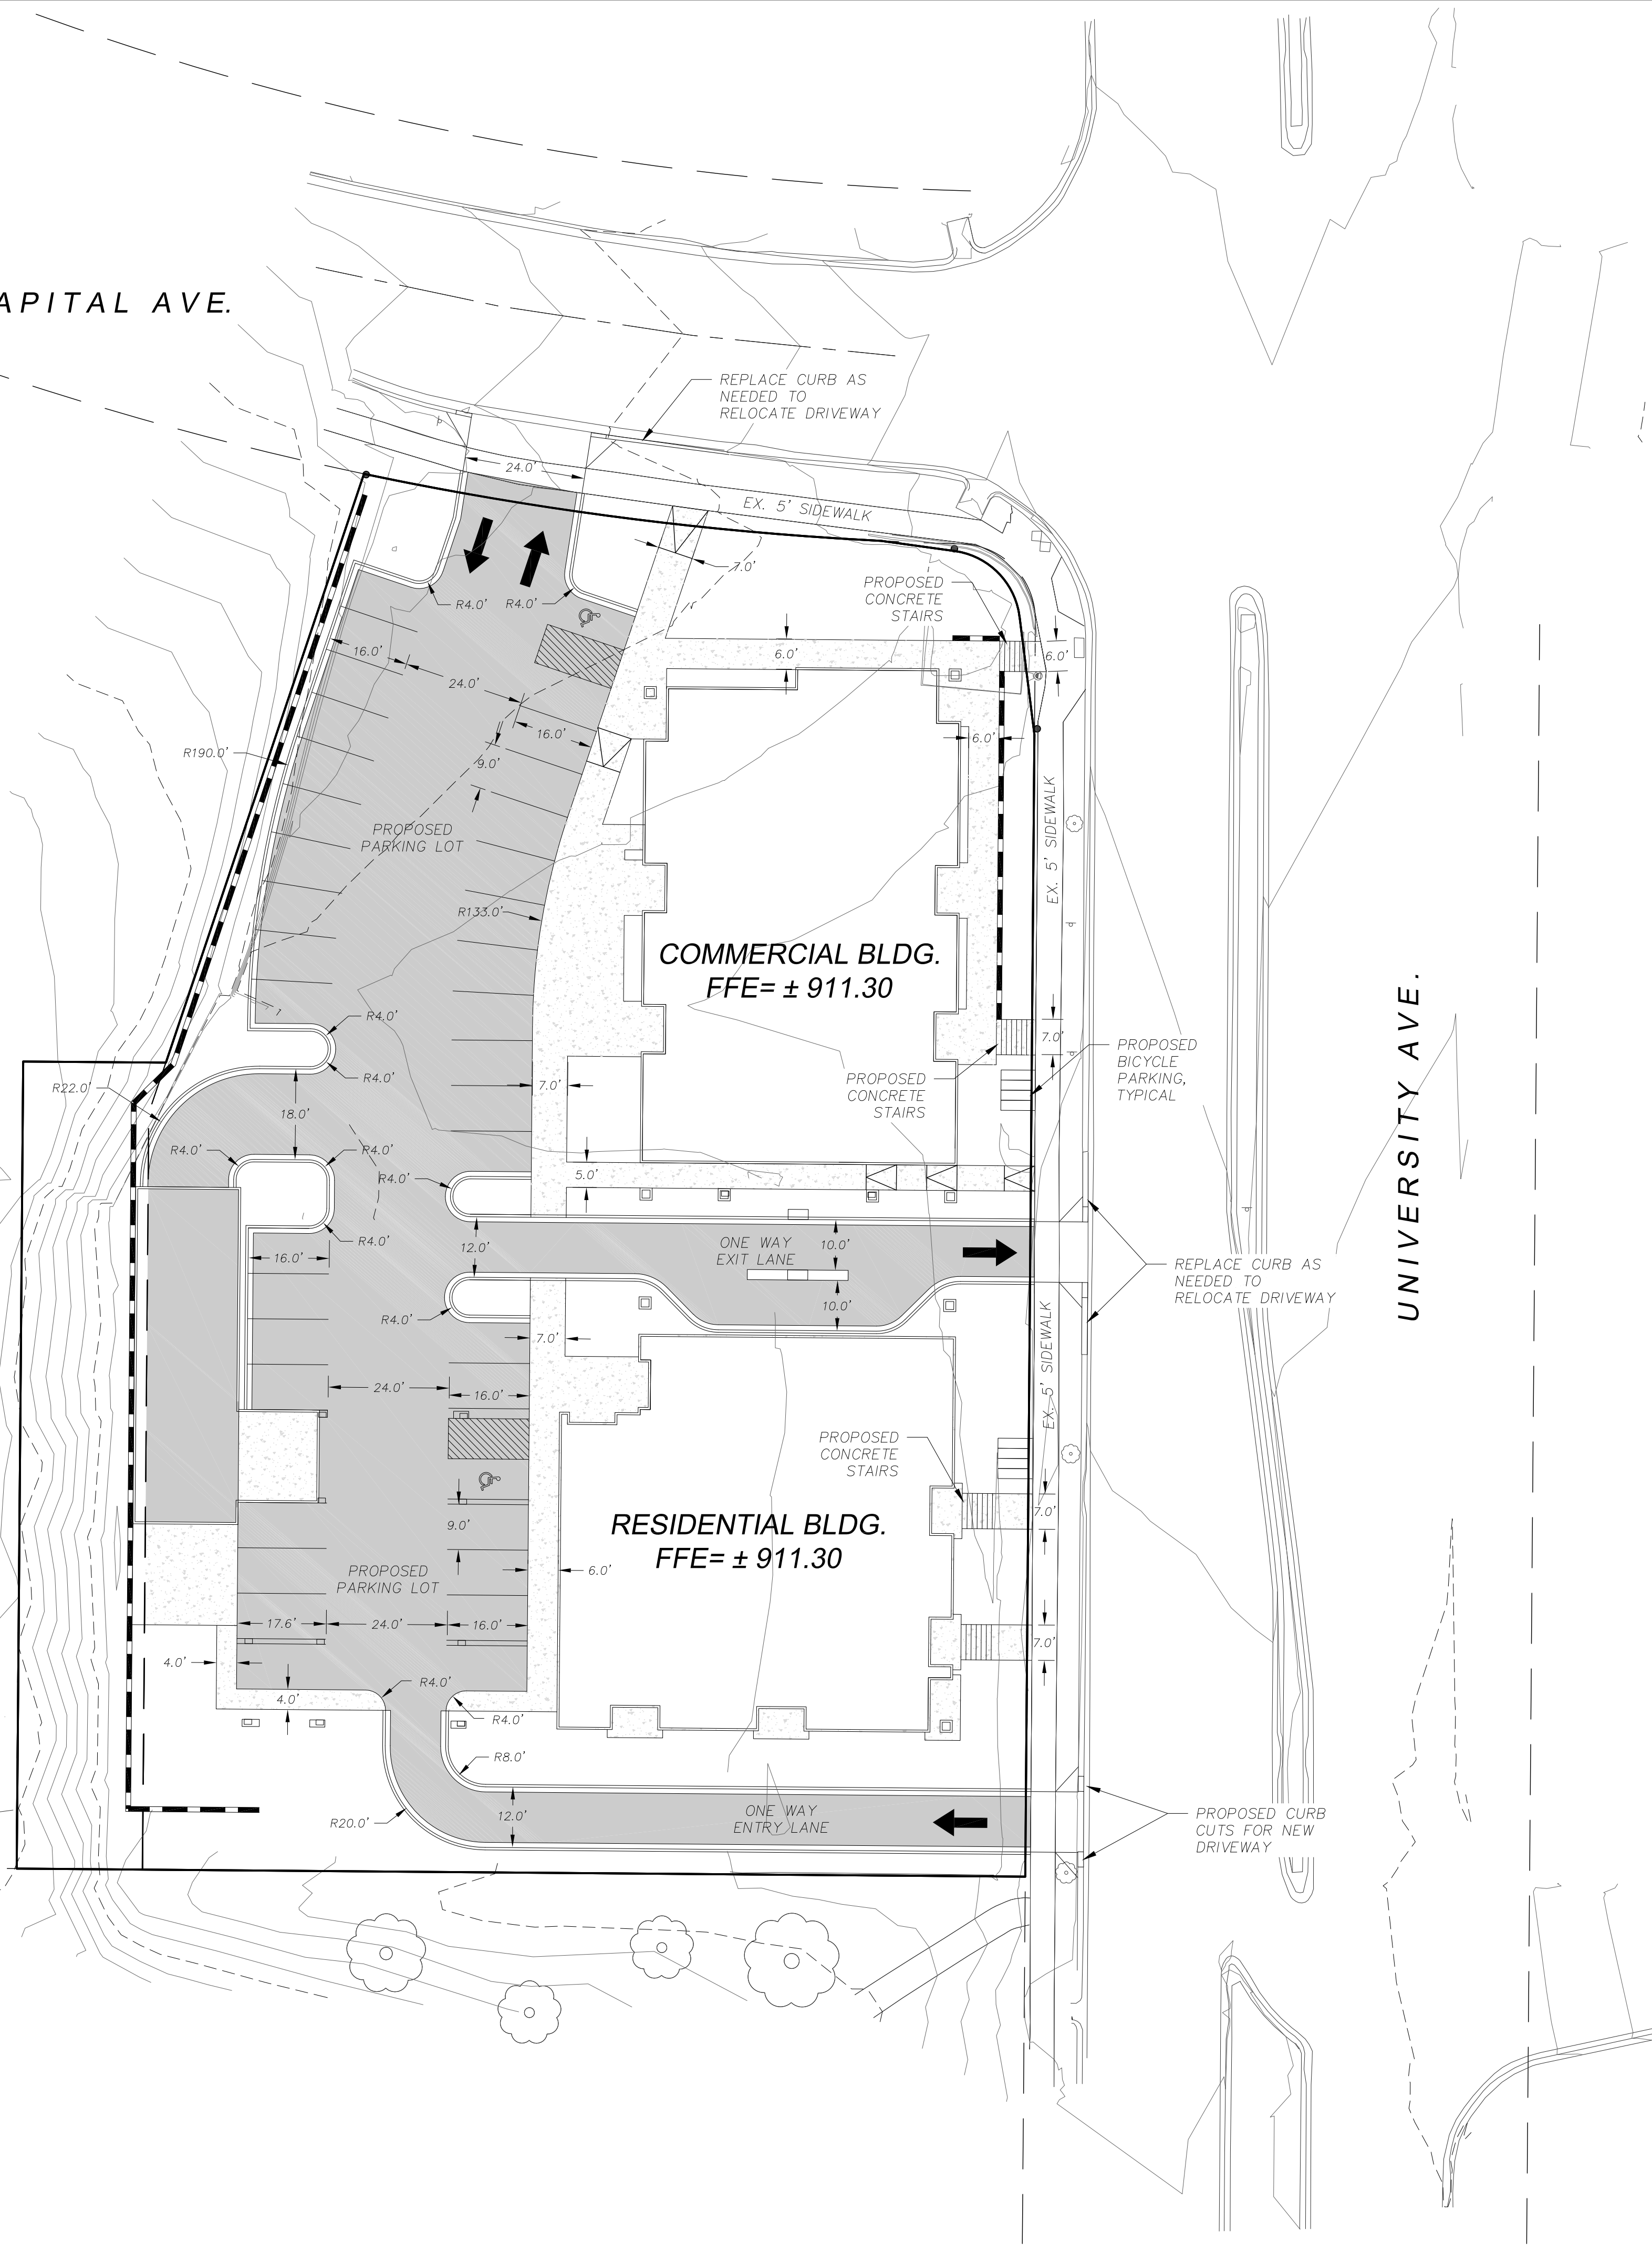 APITAL AVE.
REPLACE CURB AS
NEEDED TO
RELOCATE DRIVEWAY
24.0'
EX. 5' SIDEWALK
7.0'
PROPOSED
CONCRETE
STAIRS
R4.0'
R4.0'
16.0'
6.0'
6.0'
24.0'
16.0'
6.0'
R190.0'
9.0'
EX. 5' SIDEWALK
PROPOSED
PARKING LOT
R133.0'
COMMERCIAL BLDG.
FFE= ± 911.30
UNIVERSITY AVE.
R4.0'
7.0'
PROPOSED
BICYCLE
PARKING,
TYPICAL
R4.0'
R22.0'
7.0'
PROPOSED
CONCRETE
STAIRS
18.0'
R4.0'
R4.0'
R4.0'
5.0'
R4.0'
16.0'
12.0'
ONE WAY
EXIT LANE
10.0'
REPLACE CURB AS
NEEDED TO
RELOCATE DRIVEWAY
10.0'
R4.0'
7.0'
EX. 5' SIDEWALK
24.0'
16.0'
PROPOSED
CONCRETE
STAIRS
7.0'
9.0'
RESIDENTIAL BLDG.
FFE= ± 911.30
PROPOSED
PARKING LOT
6.0'
17.6'
24.0'
16.0'
7.0'
4.0'
R4.0'
4.0'
R4.0'
R8.0'
R20.0'
12.0'
ONE WAY
ENTRY LANE
PROPOSED CURB
CUTS FOR NEW
DRIVEWAY